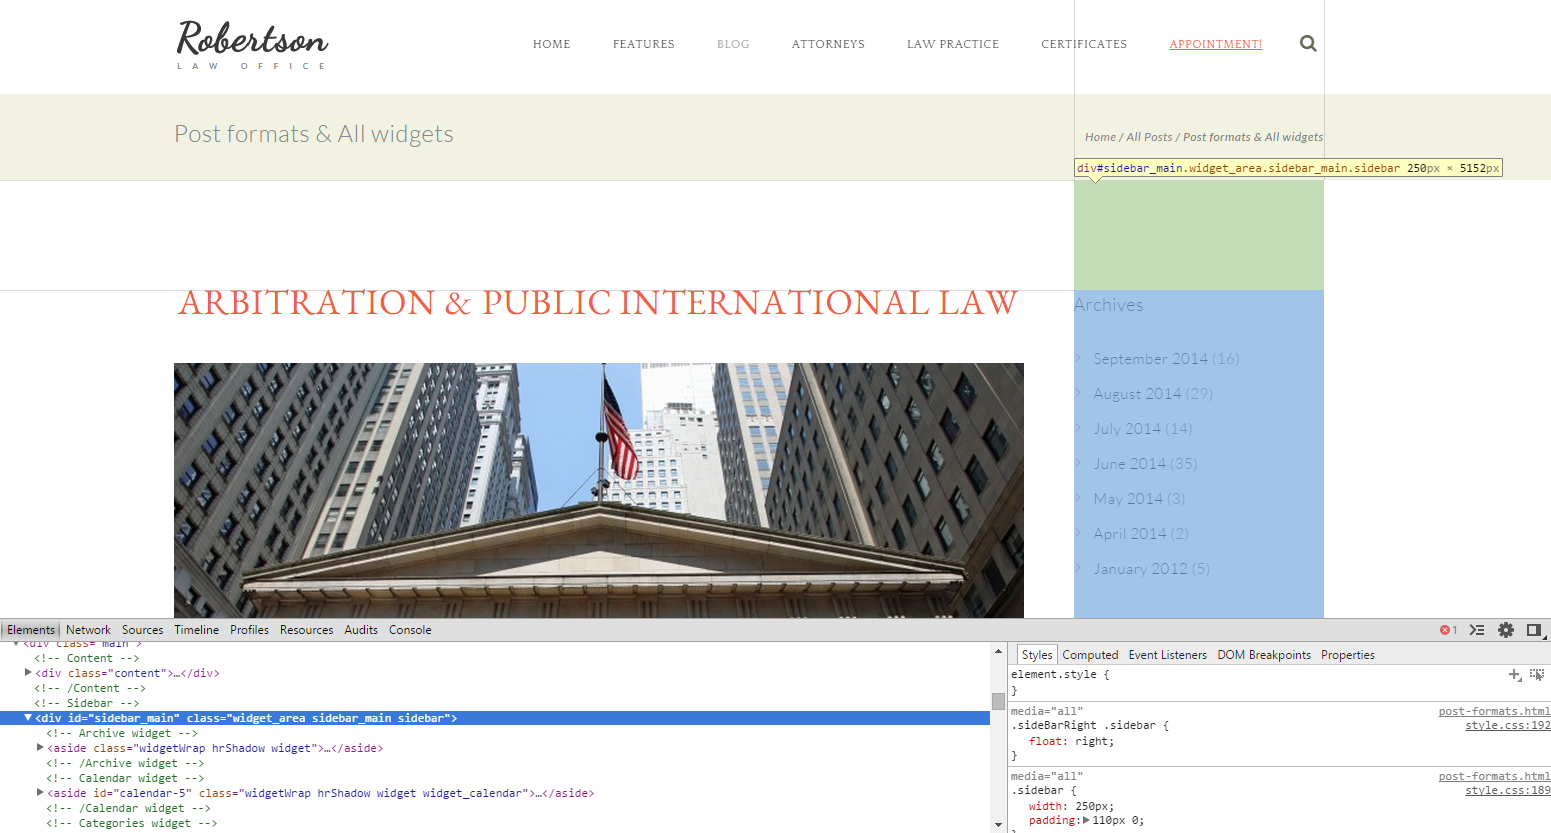 Robertson
LAW OFFICE
HOME FEATURES BLOG ATTORNEYS LAW PRACTICE CERTIFICATES APPOINTMENT!
Post formats & All widgets
Home / All Posts / Post formats & All widgets
div#sidebar_main.widget_area.sidebar_main.sidebar 250px × 5152px
ARBITRATION & PUBLIC INTERNATIONAL LAW
Archives
September 2014 (16)
August 2014 (29)
July 2014 (14)
June 2014 (35)
May 2014 (3)
April 2014 (2)
January 2012 (5)
Elements Network Sources Timeline Profiles Resources Audits Console
1
<div class="main">
<!-- Content -->
<div class="content">…</div>
<!-- /Content -->
<!-- Sidebar -->
<div id="sidebar_main" class="widget_area sidebar_main sidebar">
<!-- Archive widget -->
<aside class="widgetWrap hrShadow widget">…</aside>
<!-- /Archive widget -->
<!-- Calendar widget -->
<aside id="calendar-5" class="widgetWrap hrShadow widget widget_calendar">…</aside>
<!-- /Calendar widget -->
<!-- Categories widget -->
Styles Computed Event Listeners DOM Breakpoints Properties
element.style {
}
media="all" post-formats.html
.sideBarRight .sidebar { style.css:192
float: right;
}
media="all" post-formats.html
.sidebar { style.css:189
width: 250px;
padding: 110px 0;
}